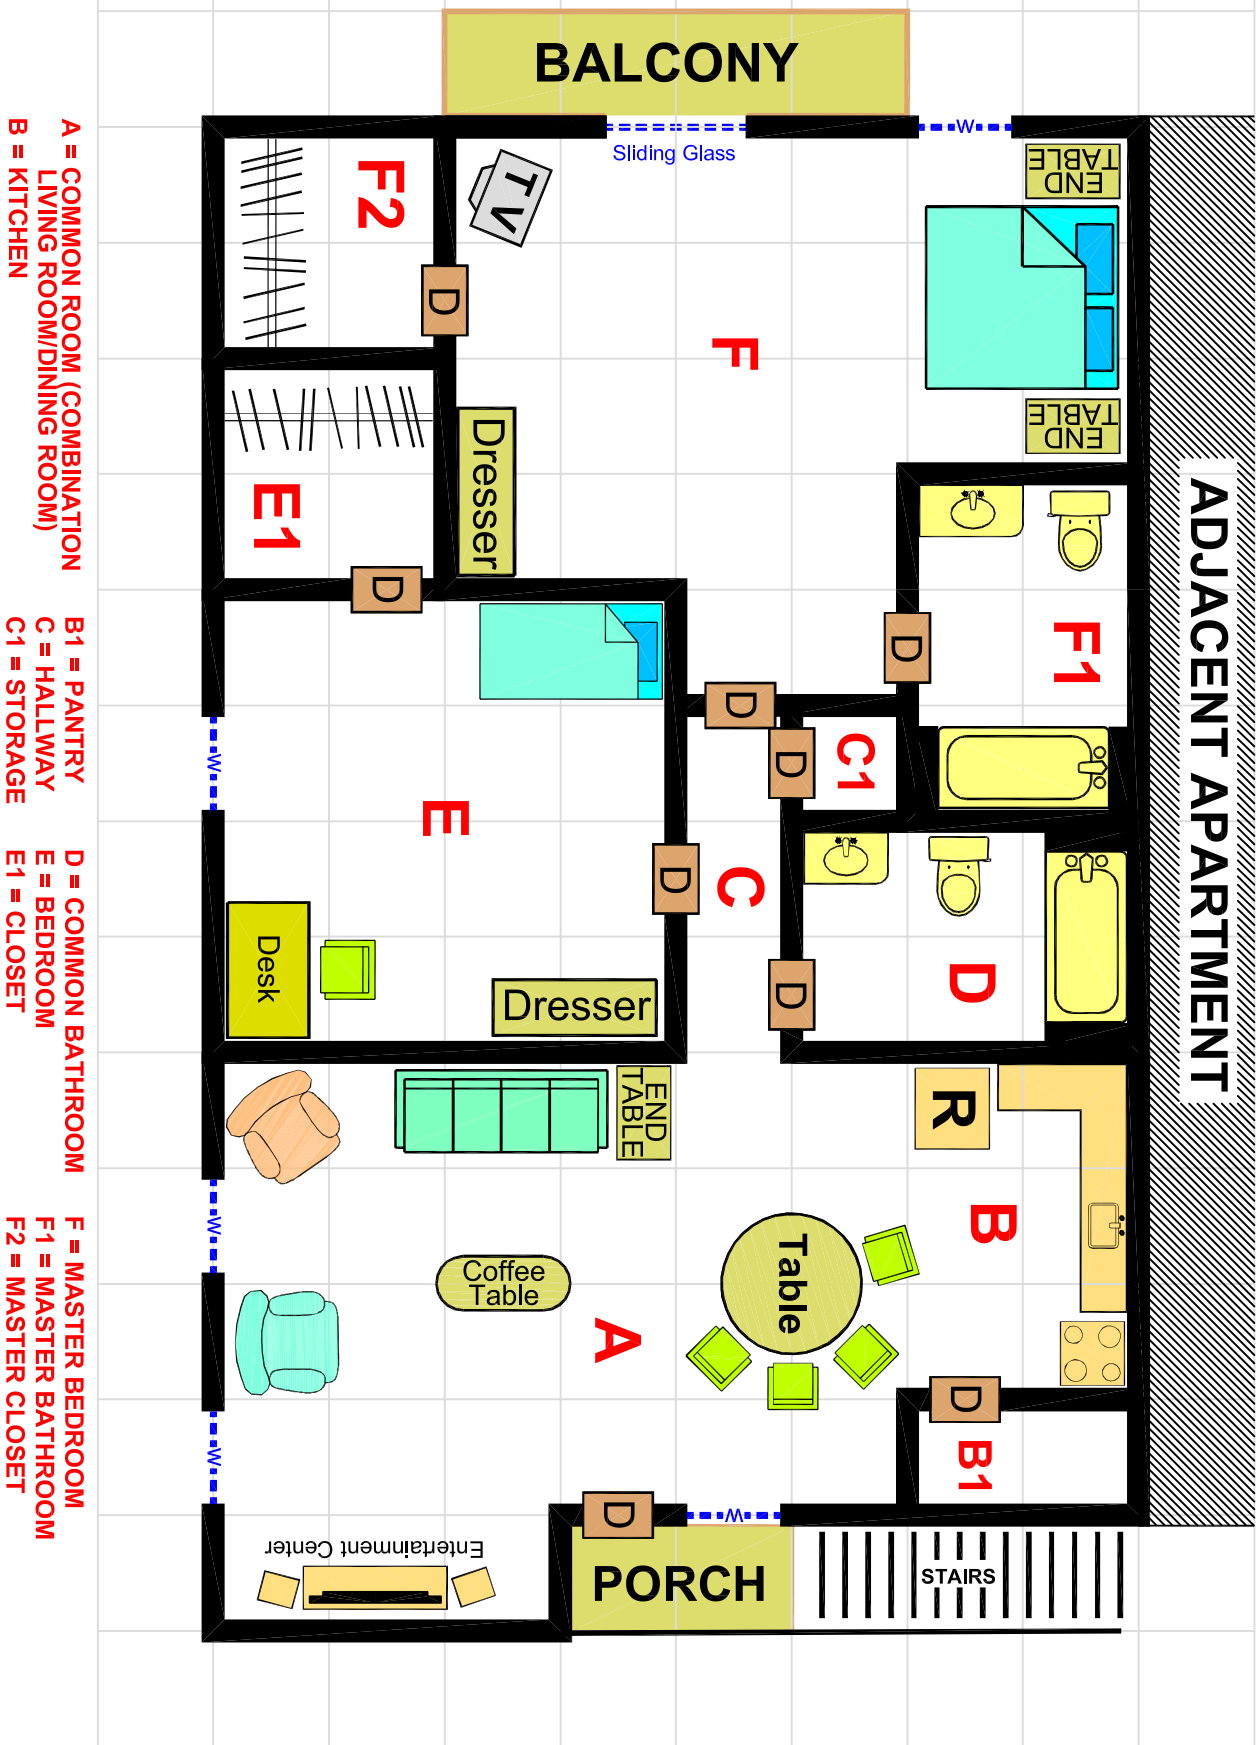 BALCONY
W
Sliding Glass
END
TABLE
TV
F2
D
F
END
TABLE
Dresser
E1
D
F1
D
D
D
C1
W
E
D
C
D
D
Desk
Dresser
ADJACENT APARTMENT
END
TABLE
R
B
W
Coffee
Table
Table
A
W
D
B1
D
W
Entertainment Center
PORCH
STAIRS
A = COMMON ROOM (COMBINATION
LIVING ROOM/DINING ROOM)
B = KITCHEN
B1 = PANTRY
C = HALLWAY
C1 = STORAGE
D = COMMON BATHROOM
E = BEDROOM
E1 = CLOSET
F = MASTER BEDROOM
F1 = MASTER BATHROOM
F2 = MASTER CLOSET